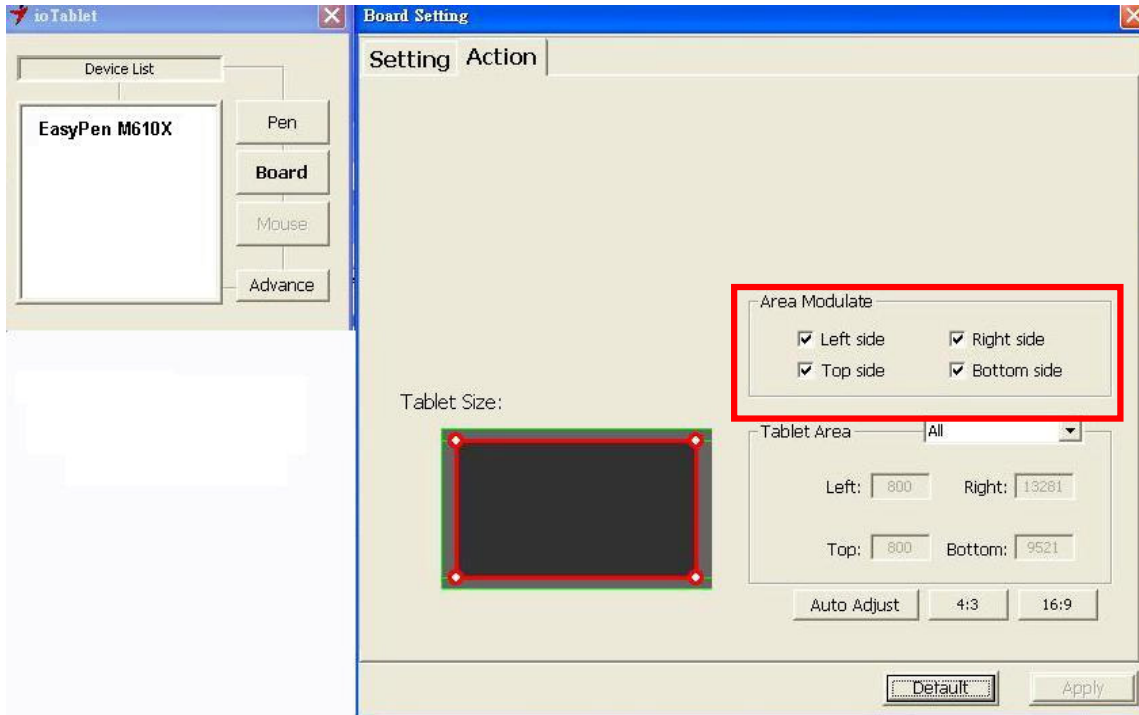 ioTablet
Device List
EasyPen M610X
Pen
Board
Mouse
Advance
Board Setting
Setting Action
Area Modulate
Left side Right side
Top side Bottom side
Tablet Size:
Tablet Area All
Left: 800 Right: 13281
Top: 800 Bottom: 9521
Auto Adjust 4:3 16:9
Detault Apply